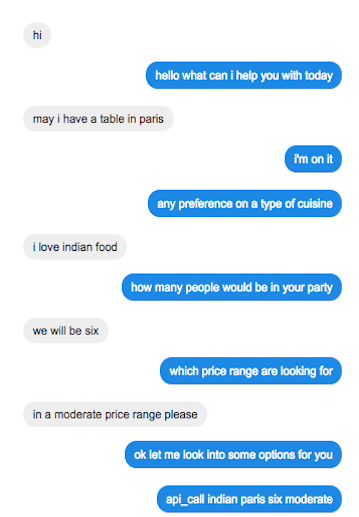 hi
hello what can i help you with today
may i have a table in paris
i'm on it
any preference on a type of cuisine
i love indian food
how many people would be in your party
we will be six
which price range are looking for
in a moderate price range please
ok let me look into some options for you
api_call indian paris six moderate